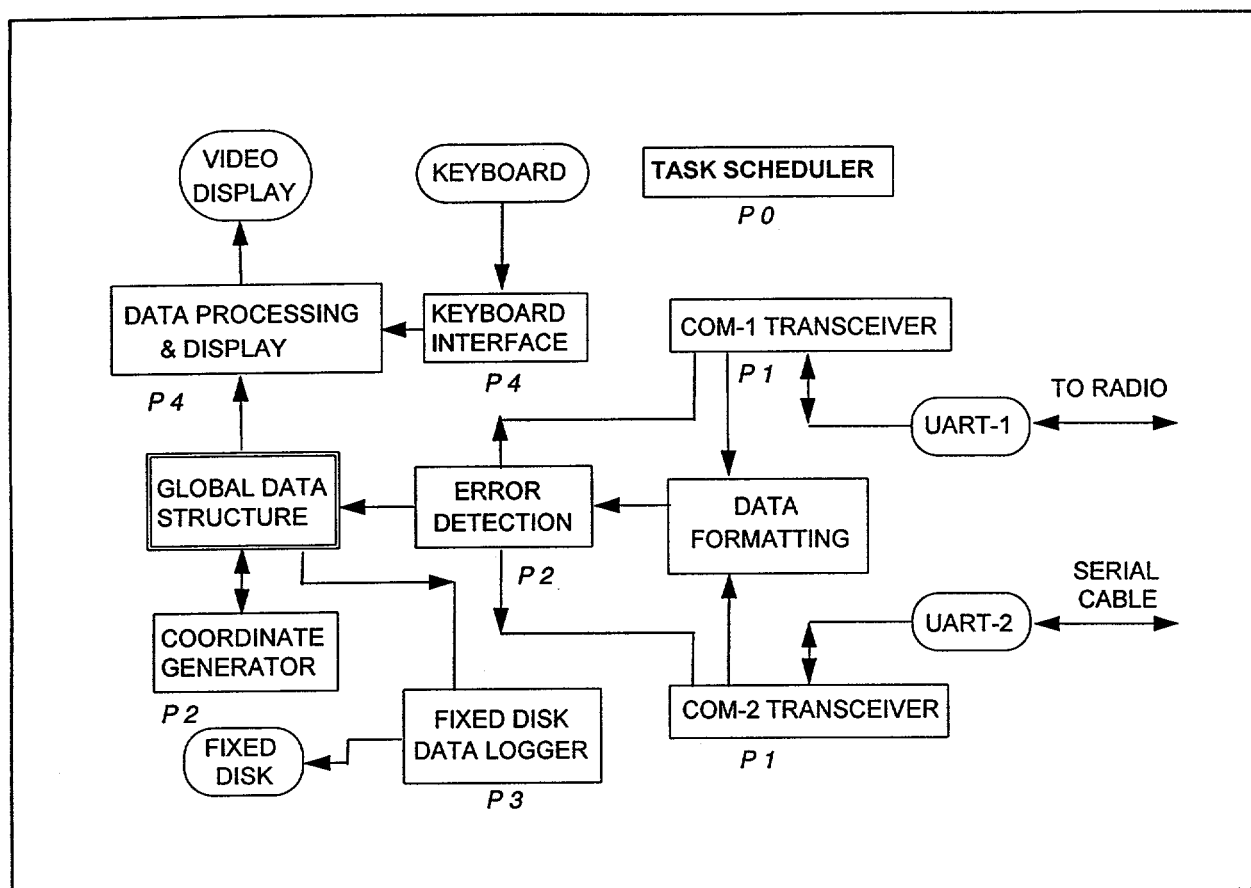 VIDEO
DISPLAY
KEYBOARD
TASK SCHEDULER
P 0
DATA PROCESSING
& DISPLAY
P 4
KEYBOARD
INTERFACE
P 4
COM-1 TRANSCEIVER
P 1
TO RADIO
UART-1
GLOBAL DATA
STRUCTURE
ERROR
DETECTION
P 2
DATA
FORMATTING
SERIAL
CABLE
UART-2
COORDINATE
GENERATOR
P 2
FIXED
DISK
FIXED DISK
DATA LOGGER
P 3
COM-2 TRANSCEIVER
P 1